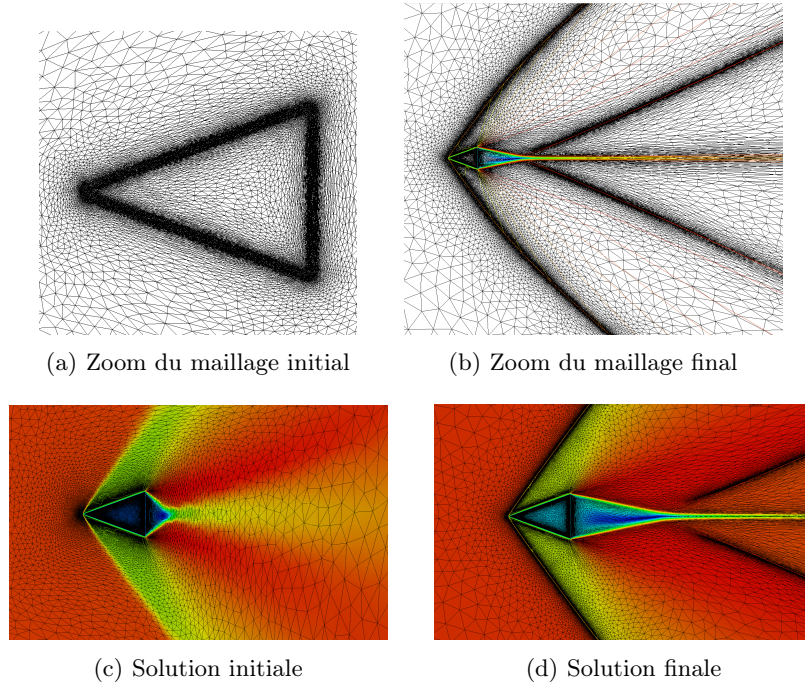 (a) Zoom du maillage initial
(b) Zoom du maillage final
(c) Solution initiale
(d) Solution finale